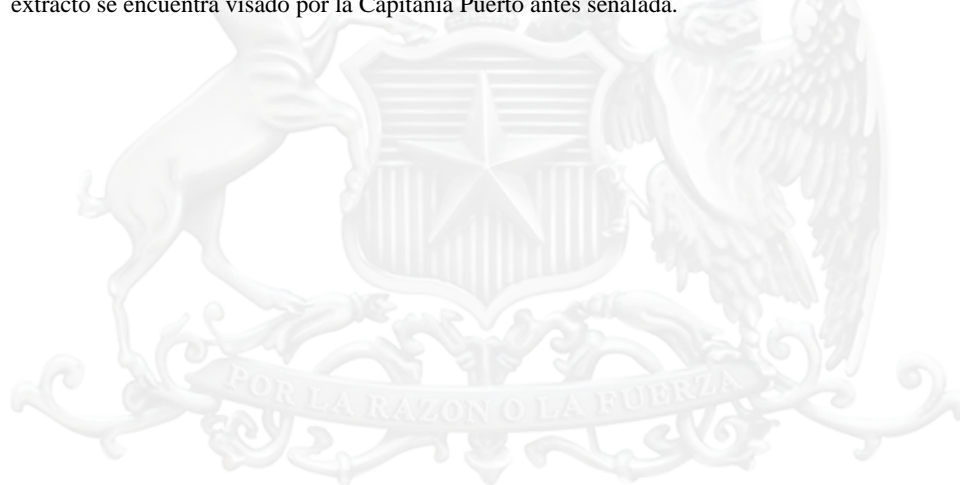 extracto se encuentra visado por la Capitanía Puerto antes señalada.
POR LA RAZON O LA FUERZA